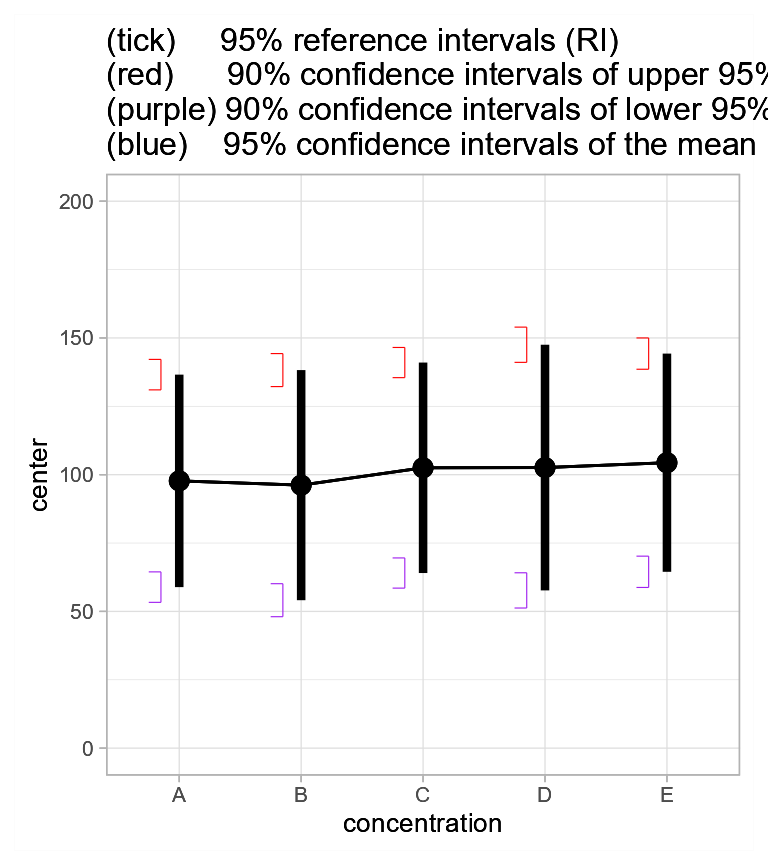 (tick) 95% reference intervals (RI)
(red) 90% confidence intervals of upper 95%
(purple) 90% confidence intervals of lower 95%
(blue) 95% confidence intervals of the mean
200
150
100
50
0
center
A B C D E
concentration